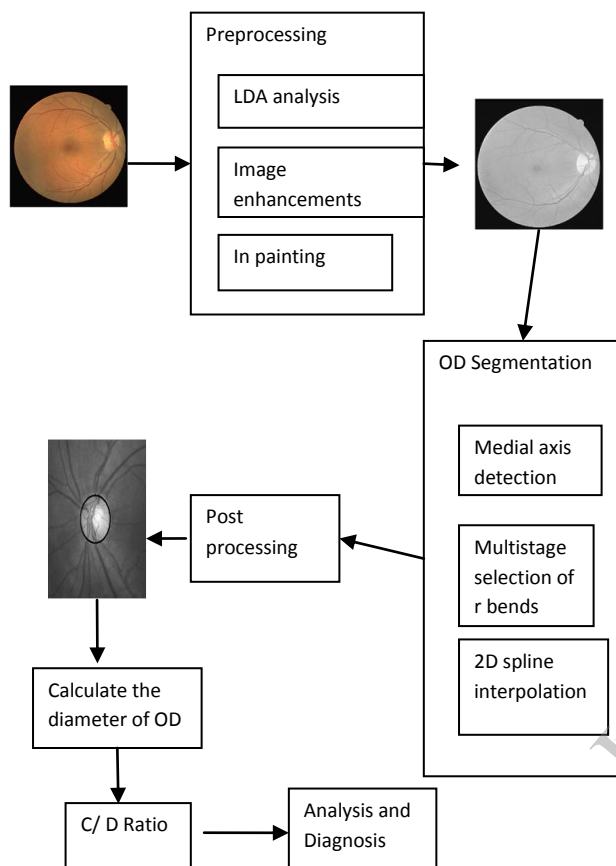 Preprocessing
LDA analysis
Image
enhancements
In painting
OD Segmentation
Medial axis
detection
Multistage
selection of
r bends
2D spline
interpolation
Post
processing
Calculate the
diameter of OD
C/ D Ratio
Analysis and
Diagnosis